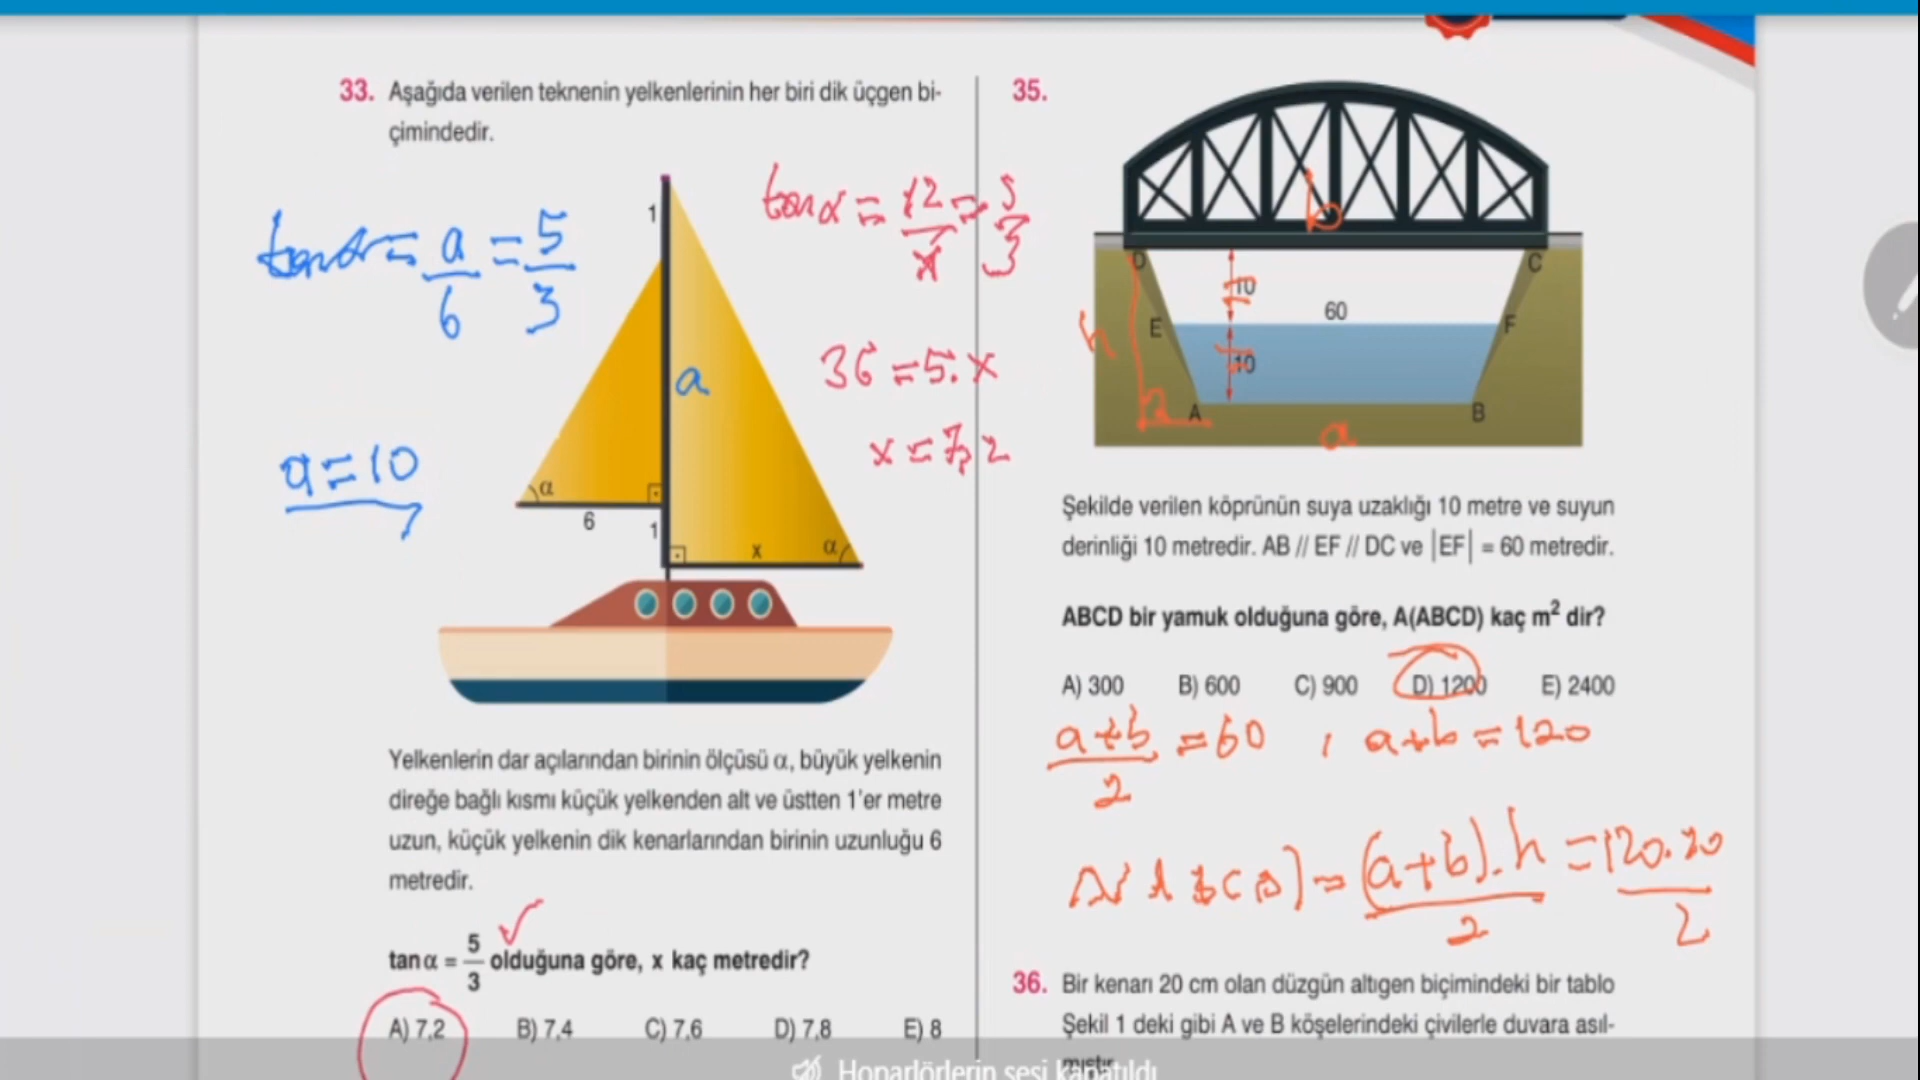 33. Aşağıda verilen teknenin yelkenlerinin her biri dik üçgen bi-
çimindedir.
tanα = a/6 = 5/3
a = 10
1
a
α
6
1
x
α
tanα = 12/x = 5/3
36 = 5.x
x = 7,2
Yelkenlerin dar açılarından birinin ölçüsü α, büyük yelkenin
direğe bağlı kısmı küçük yelkenden alt ve üstten 1'er metre
uzun, küçük yelkenin dik kenarlarından birinin uzunluğu 6
metredir.
tan α = 5/3 olduğuna göre, x kaç metredir?
A) 7,2 B) 7,4 C) 7,6 D) 7,8 E) 8
35.
b
D
C
10
60
E
F
h
10
A
B
a
Şekilde verilen köprünün suya uzaklığı 10 metre ve suyun
derinliği 10 metredir. AB // EF // DC ve |EF| = 60 metredir.
ABCD bir yamuk olduğuna göre, A(ABCD) kaç m² dir?
A) 300 B) 600 C) 900 D) 1200 E) 2400
a+b/2 = 60 , a+b = 120
A(ABCD) = (a+b).h/2 = 120.20/2
36. Bir kenarı 20 cm olan düzgün altıgen biçimindeki bir tablo
Şekil 1 deki gibi A ve B köşelerindeki çivilerle duvara asıl-
mıştır.
Hoparlörlerin sesi kapatıldı